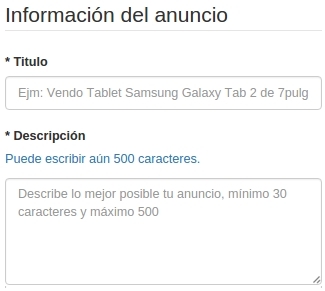 Información del anuncio
* Titulo
Ejm: Vendo Tablet Samsung Galaxy Tab 2 de 7pulg
* Descripción
Puede escribir aún 500 caracteres.
Describe lo mejor posible tu anuncio, mínimo 30
caracteres y máximo 500